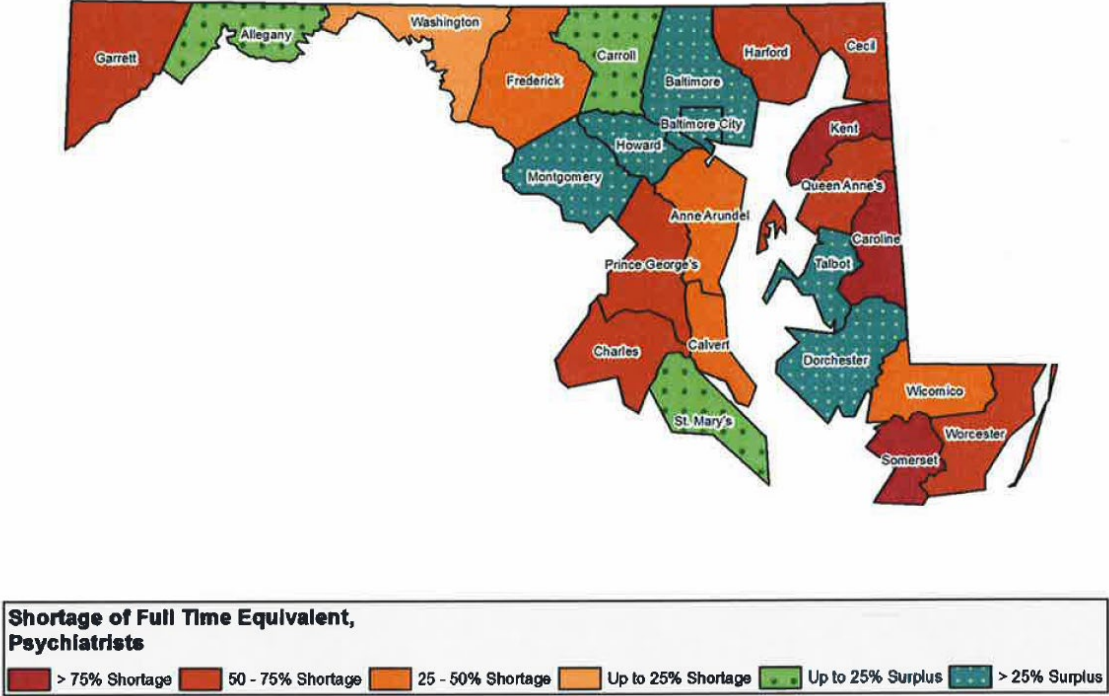 Washington
Allegany
Garrett
Carroll
Harford
Cecil
Frederick
Baltimore
Baltimore City
Kent
Howard
Montgomery
Queen Anne's
Anne Arundel
Caroline
Talbot
Prince George's
Charles
Calvert
Dorchester
Wicomico
St. Mary's
Worcester
Somerset
Shortage of Full Time Equivalent,
Psychiatrists
> 75% Shortage 50 - 75% Shortage 25 - 50% Shortage Up to 25% Shortage Up to 25% Surplus > 25% Surplus